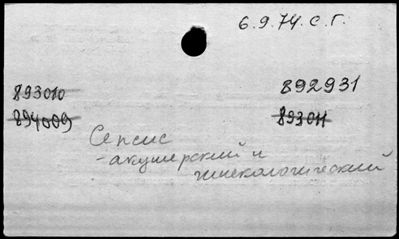 6.9.74. С. Г.
893010
892931
894009
893011
Сепсис
- акушерский и
гинекологический